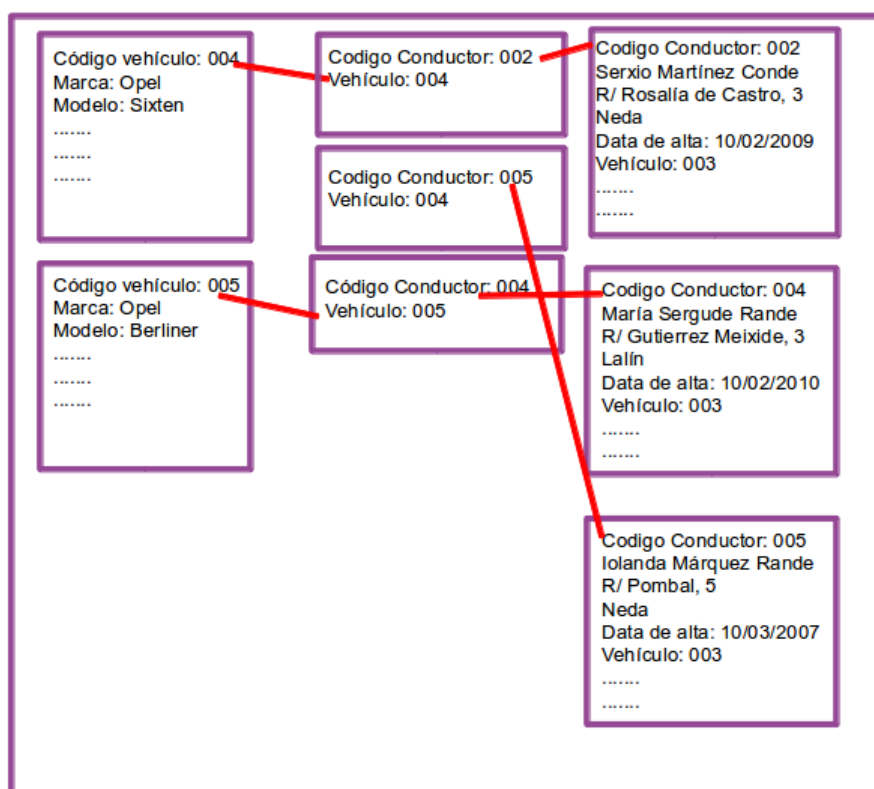 Código vehículo: 004
Marca: Opel
Modelo: Sixten
.......
.......
.......
Código vehículo: 005
Marca: Opel
Modelo: Berliner
.......
.......
.......
Codigo Conductor: 002
Vehículo: 004
Codigo Conductor: 005
Vehículo: 004
Código Conductor: 004
Vehículo: 005
Codigo Conductor: 002
Serxio Martínez Conde
R/ Rosalía de Castro, 3
Neda
Data de alta: 10/02/2009
Vehículo: 003
.......
.......
Codigo Conductor: 004
María Sergude Rande
R/ Gutierrez Meixide, 3
Lalín
Data de alta: 10/02/2010
Vehículo: 003
.......
.......
Codigo Conductor: 005
Iolanda Márquez Rande
R/ Pombal, 5
Neda
Data de alta: 10/03/2007
Vehículo: 003
.......
.......